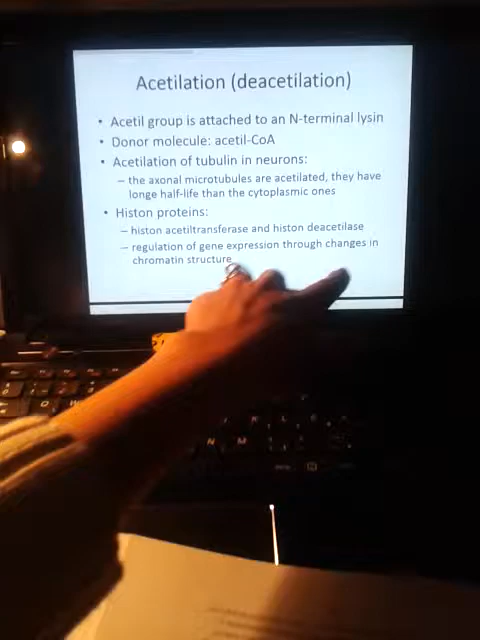 Acetilation (deacetilation)
• Acetil group is attached to an N-terminal lysin
• Donor molecule: acetil-CoA
• Acetilation of tubulin in neurons:
– the axonal microtubules are acetilated, they have
longe half-life than the cytoplasmic ones
• Histon proteins:
– histon acetiltransferase and histon deacetilase
– regulation of gene expression through changes in
chromatin structure
N M